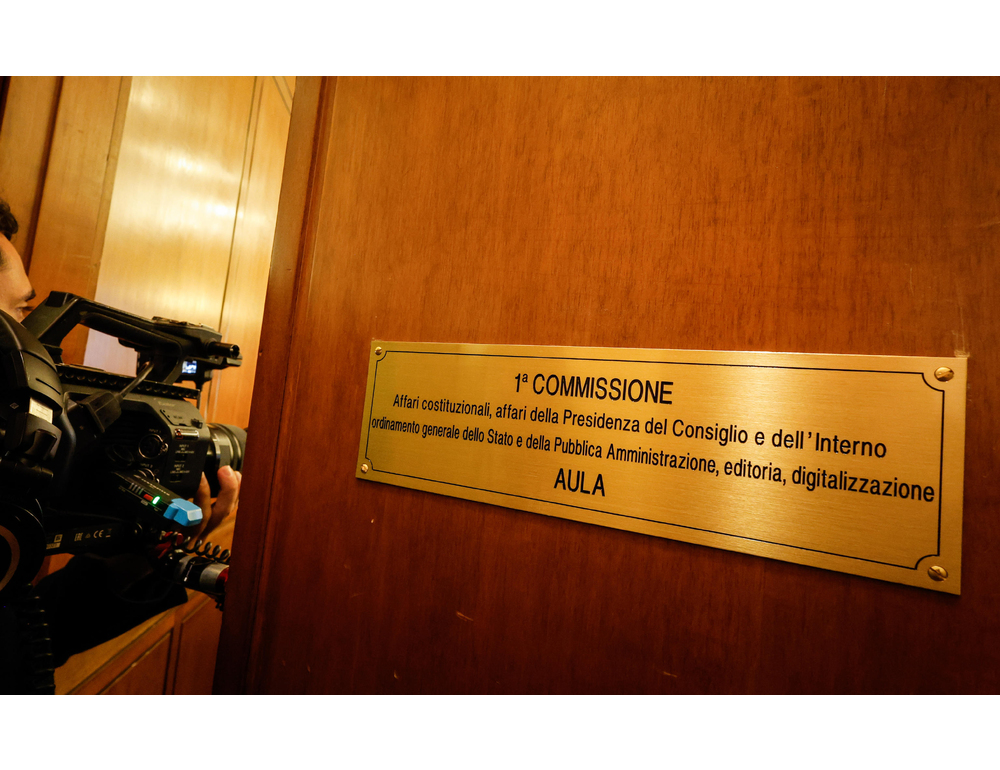 1ª COMMISSIONE
Affari costituzionali, affari della Presidenza del Consiglio e dell'Interno
ordinamento generale dello Stato e della Pubblica Amministrazione, editoria, digitalizzazione
AULA